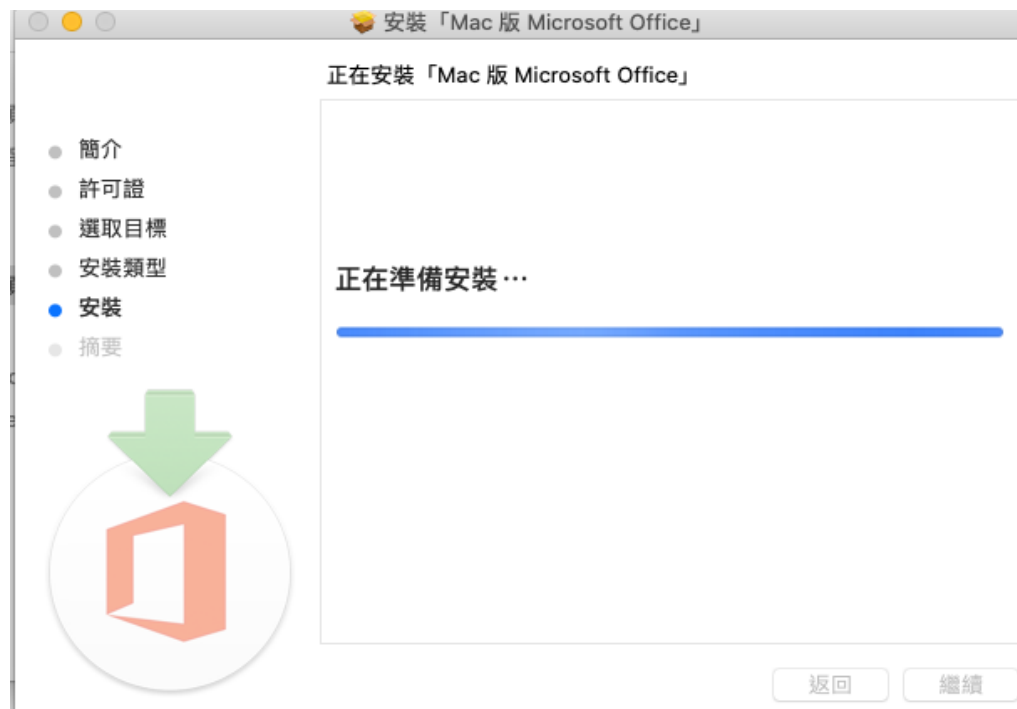 安裝「Mac 版 Microsoft Office」
正在安裝「Mac 版 Microsoft Office」
簡介
許可證
選取目標
安裝類型
安裝
摘要
正在準備安裝⋯
返回
繼續